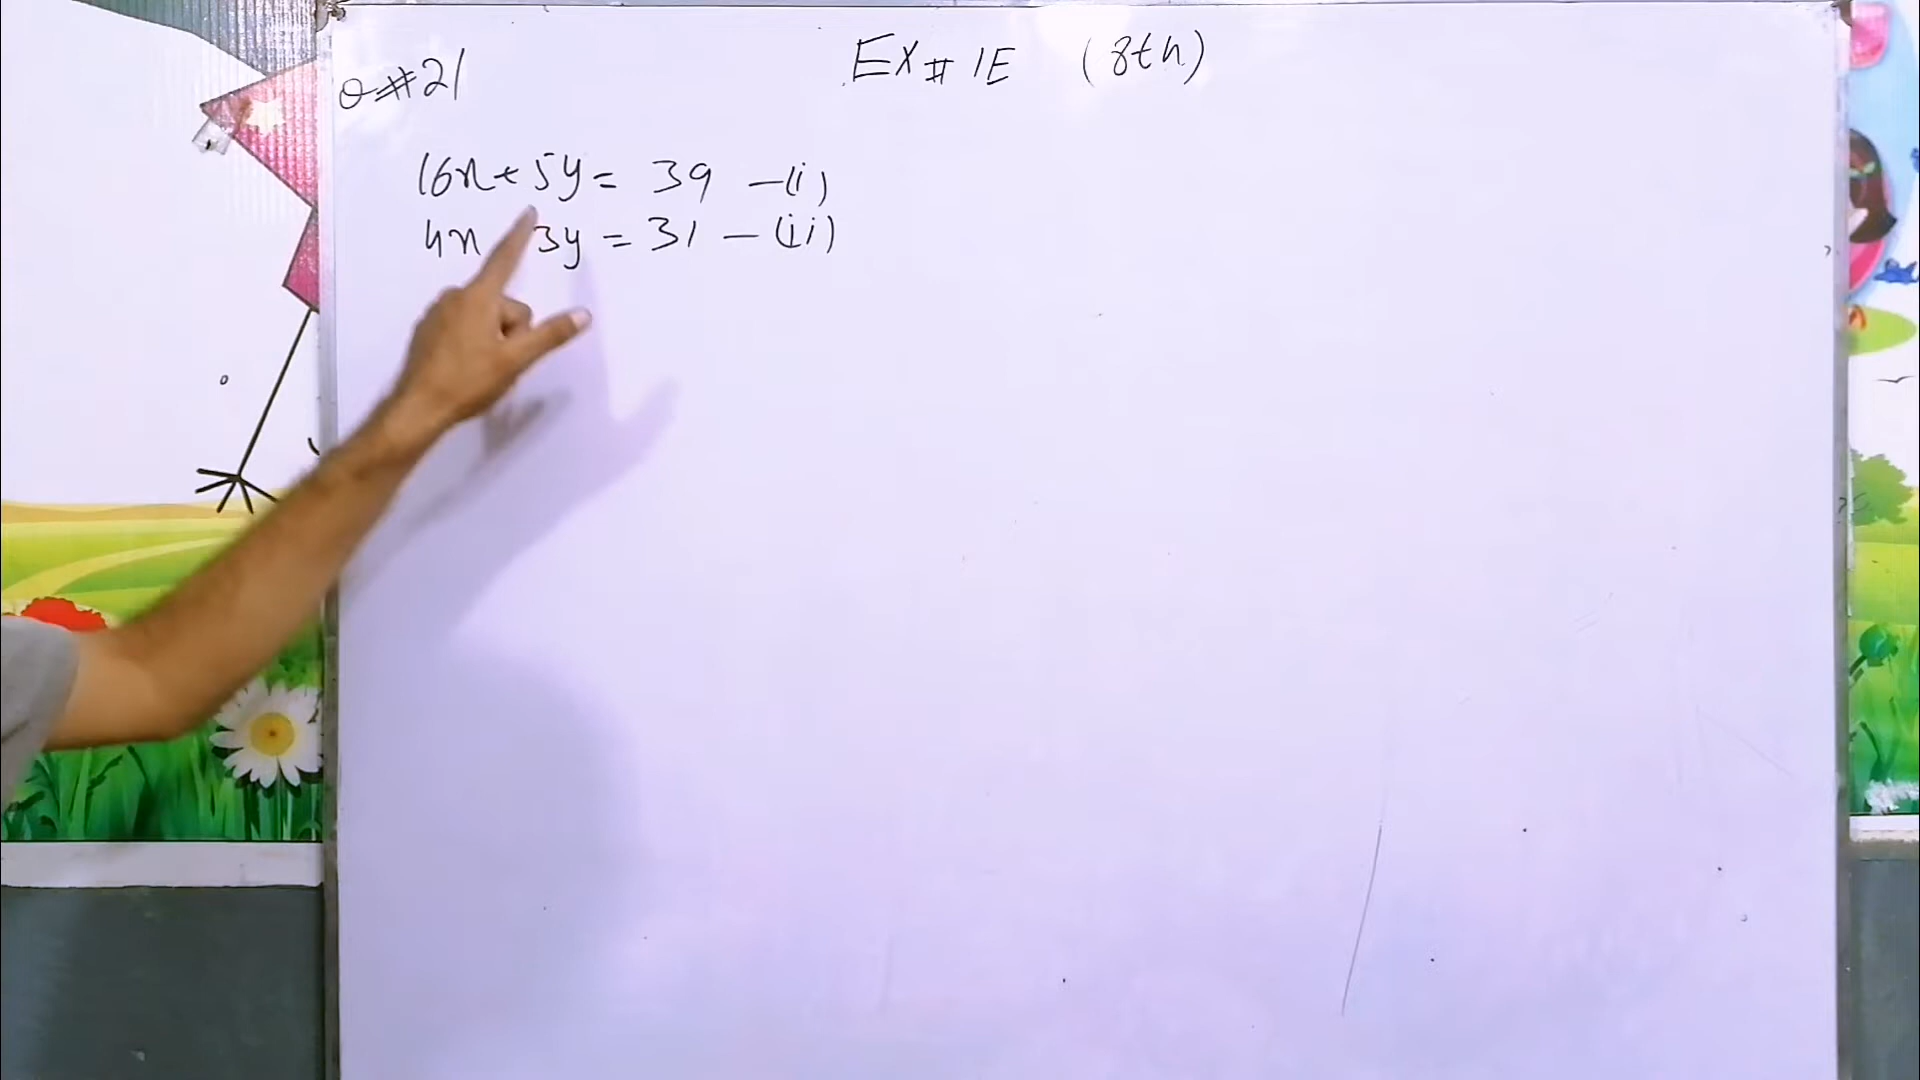 Q#21
Ex# 1E (8th)
16x+5y= 39 -(i)
4x 3y = 31 - (ii)